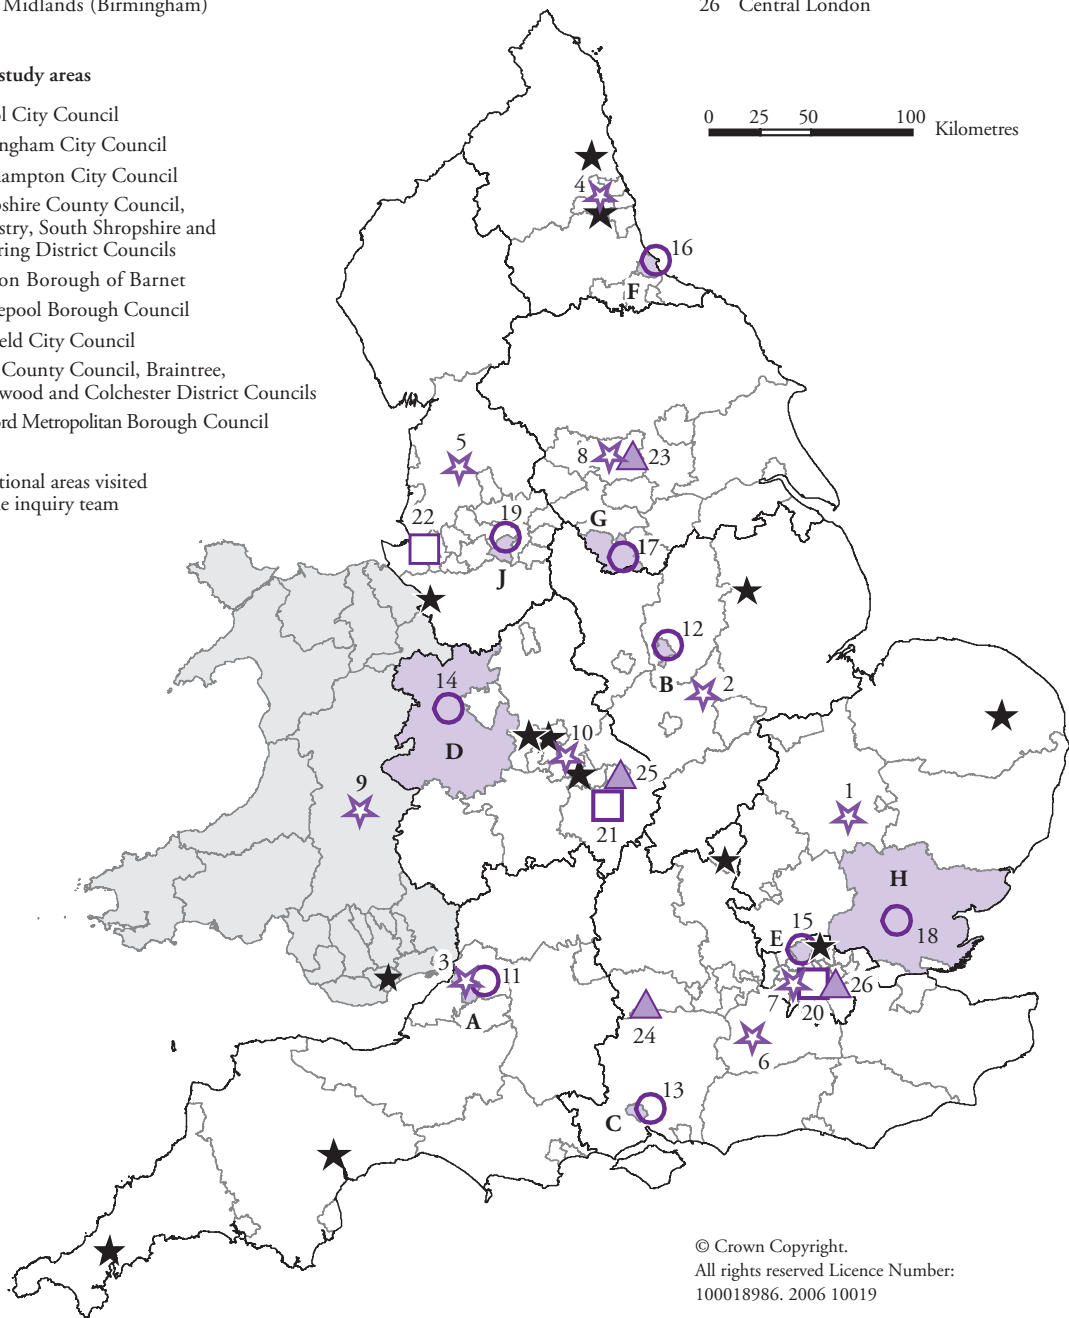 Midlands (Birmingham)
26 Central London
study areas
ol City Council
ngham City Council
hampton City Council
pshire County Council,
stry, South Shropshire and
ring District Councils
on Borough of Barnet
epool Borough Council
eld City Council
County Council, Braintree,
wood and Colchester District Councils
rd Metropolitan Borough Council
tional areas visited
e inquiry team
0 25 50 100 Kilometres
4
16
F
5
8
23
22
19
G
17
J
12
B
2
14
D
10
25
21
9
1
H
18
15
E
7
20
26
3
11
A
24
6
13
C
© Crown Copyright.
All rights reserved Licence Number:
100018986. 2006 10019